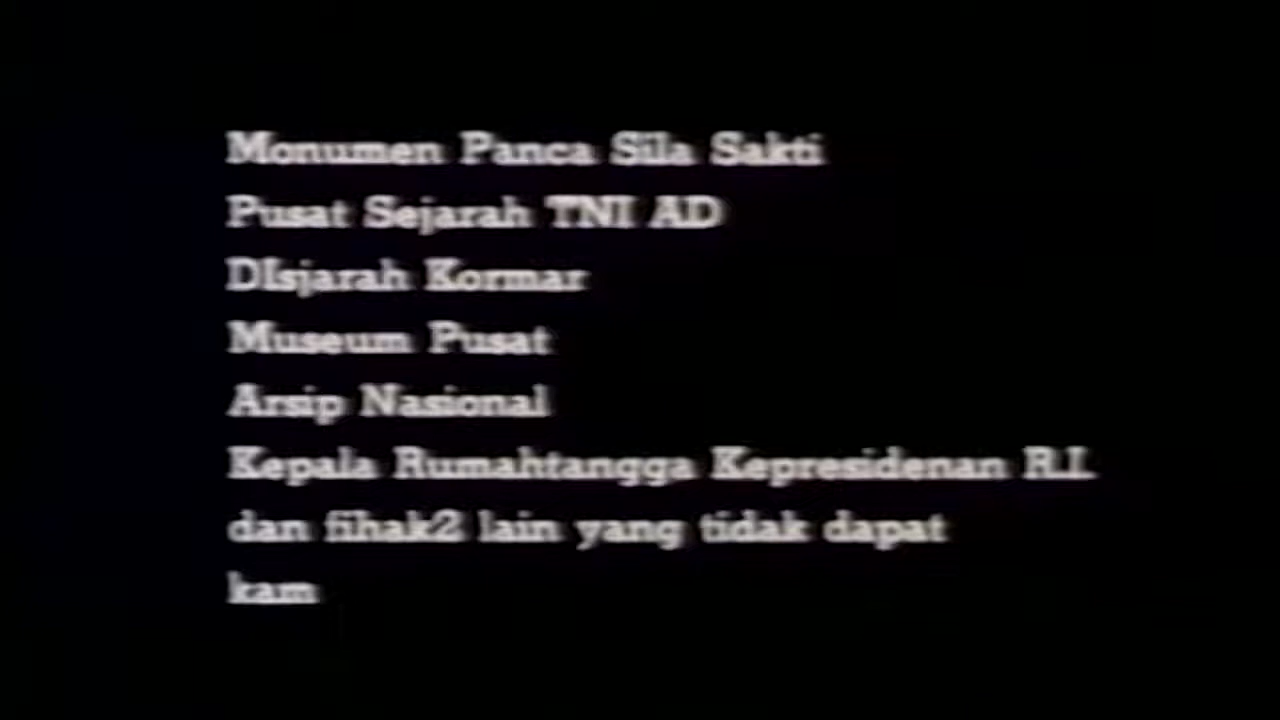 Monumen Panca Sila Sakti
Pusat Sejarah TNI AD
DIsjarah Kormar
Museum Pusat
Arsip Nasional
Kepala Rumahtangga Kepresidenan R.I.
dan fihak2 lain yang tidak dapat
kam